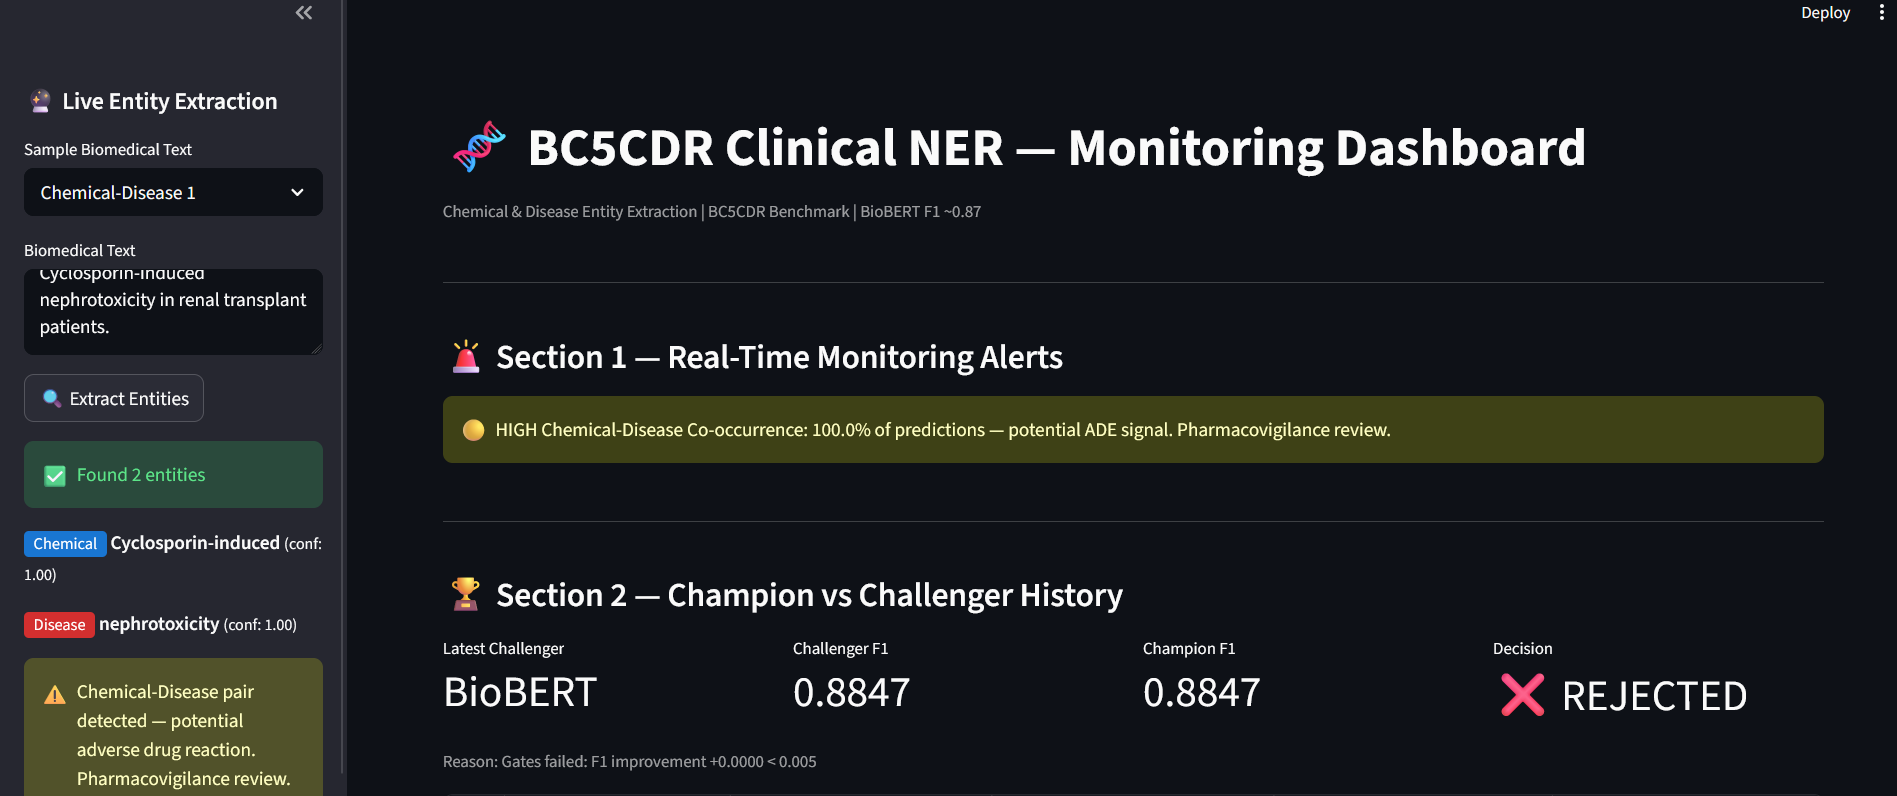 Deploy
Live Entity Extraction
Sample Biomedical Text
Chemical-Disease 1
Biomedical Text
Cyclosporin-induced
nephrotoxicity in renal transplant
patients.
Extract Entities
Found 2 entities
Chemical Cyclosporin-induced (conf:
1.00)
Disease nephrotoxicity (conf: 1.00)
Chemical-Disease pair
detected — potential
adverse drug reaction.
Pharmacovigilance review.
BC5CDR Clinical NER — Monitoring Dashboard
Chemical & Disease Entity Extraction | BC5CDR Benchmark | BioBERT F1 ~0.87
Section 1 — Real-Time Monitoring Alerts
HIGH Chemical-Disease Co-occurrence: 100.0% of predictions — potential ADE signal. Pharmacovigilance review.
Section 2 — Champion vs Challenger History
Latest Challenger
BioBERT
Challenger F1
0.8847
Champion F1
0.8847
Decision
REJECTED
Reason: Gates failed: F1 improvement +0.0000 < 0.005